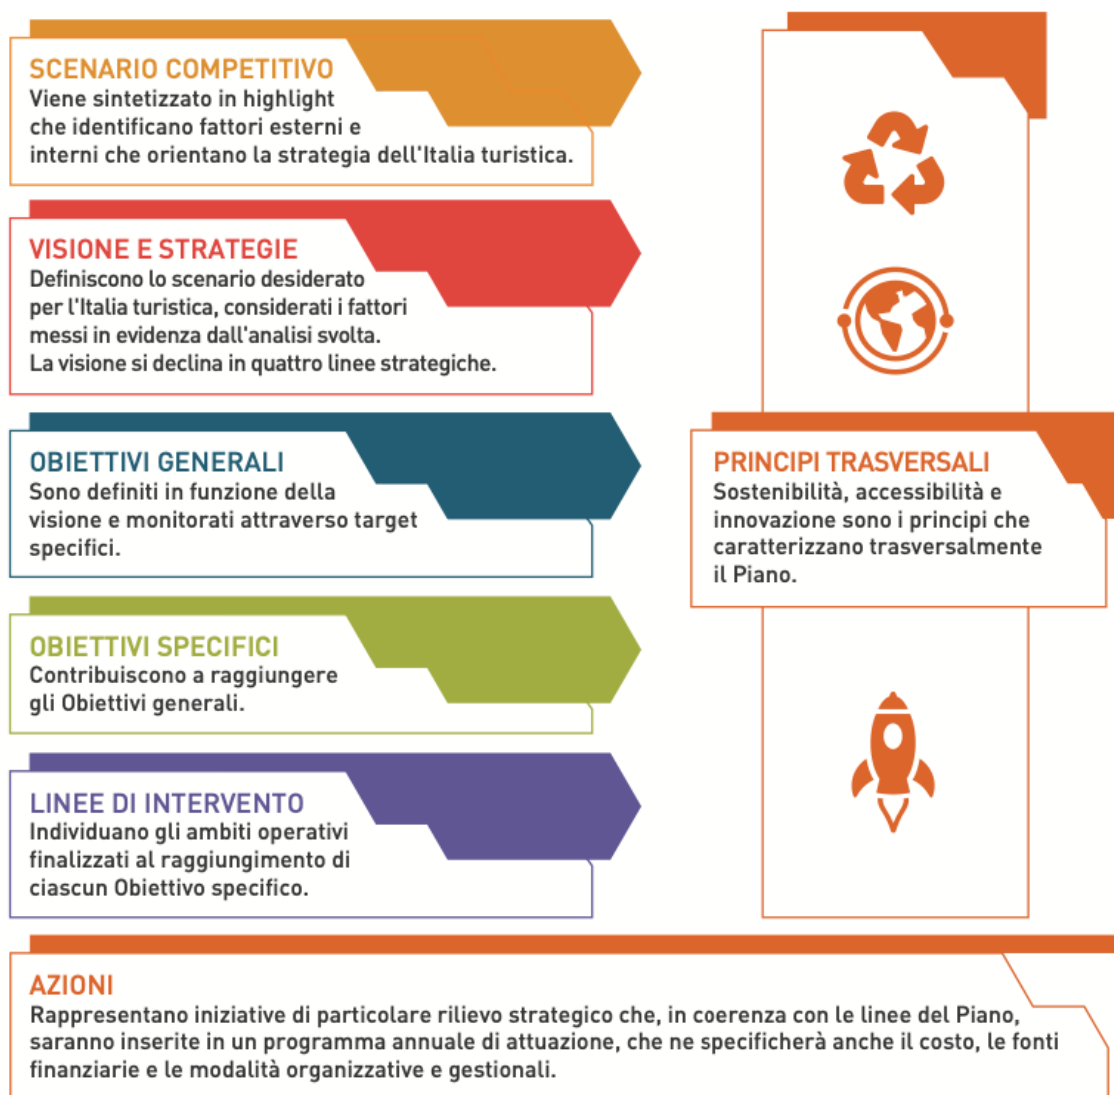 SCENARIO COMPETITIVO
Viene sintetizzato in highlight
che identificano fattori esterni e
interni che orientano la strategia dell'Italia turistica.
VISIONE E STRATEGIE
Definiscono lo scenario desiderato
per l'Italia turistica, considerati i fattori
messi in evidenza dall'analisi svolta.
La visione si declina in quattro linee strategiche.
OBIETTIVI GENERALI
Sono definiti in funzione della
visione e monitorati attraverso target
specifici.
OBIETTIVI SPECIFICI
Contribuiscono a raggiungere
gli Obiettivi generali.
LINEE DI INTERVENTO
Individuano gli ambiti operativi
finalizzati al raggiungimento di
ciascun Obiettivo specifico.
PRINCIPI TRASVERSALI
Sostenibilità, accessibilità e
innovazione sono i principi che
caratterizzano trasversalmente
il Piano.
AZIONI
Rappresentano iniziative di particolare rilievo strategico che, in coerenza con le linee del Piano,
saranno inserite in un programma annuale di attuazione, che ne specificherà anche il costo, le fonti
finanziarie e le modalità organizzative e gestionali.